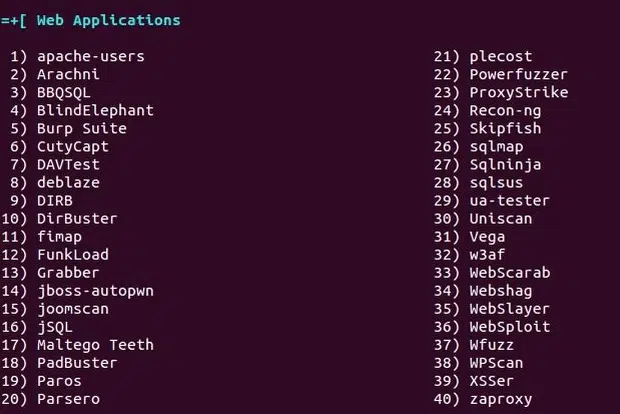 =+[ Web Applications
1) apache-users
2) Arachni
3) BBQSQL
4) BlindElephant
5) Burp Suite
6) CutyCapt
7) DAVTest
8) deblaze
9) DIRB
10) DirBuster
11) fimap
12) FunkLoad
13) Grabber
14) jboss-autopwn
15) joomscan
16) jSQL
17) Maltego Teeth
18) PadBuster
19) Paros
20) Parsero
21) plecost
22) Powerfuzzer
23) ProxyStrike
24) Recon-ng
25) Skipfish
26) sqlmap
27) Sqlninja
28) sqlsus
29) ua-tester
30) Uniscan
31) Vega
32) w3af
33) WebScarab
34) Webshag
35) WebSlayer
36) WebSploit
37) Wfuzz
38) WPScan
39) XSSer
40) zaproxy